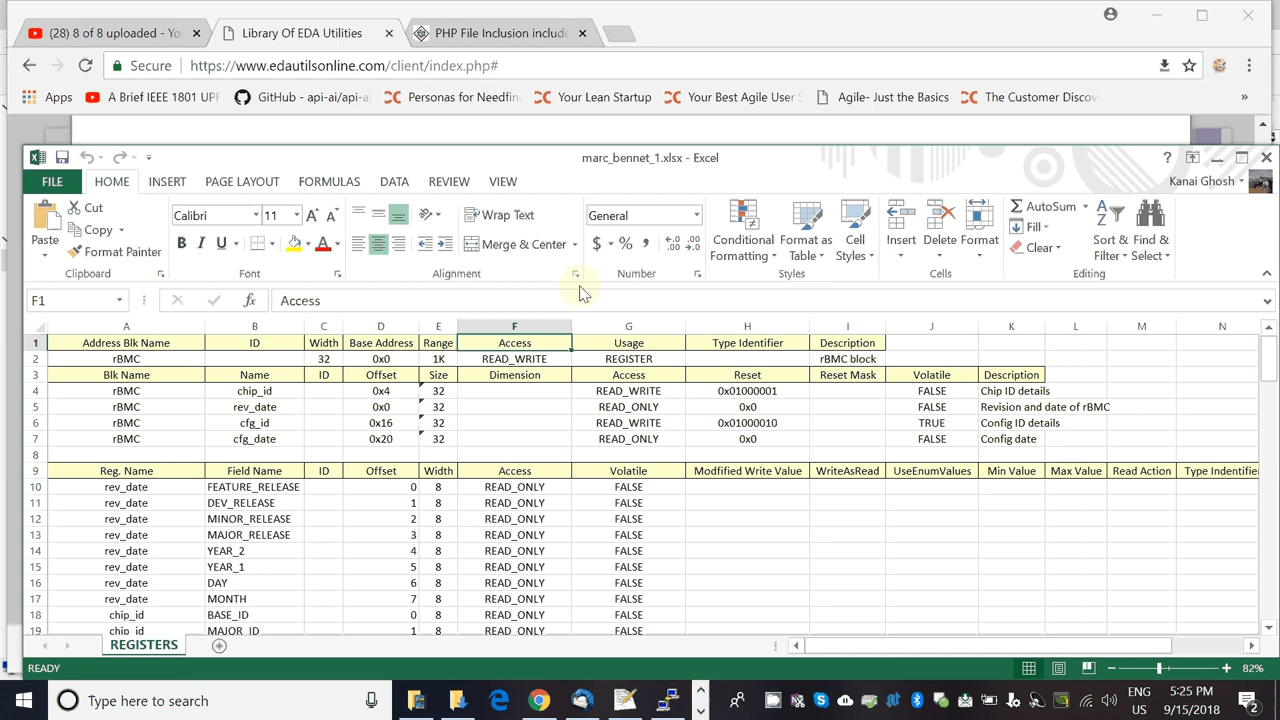 (28) 8 of 8 uploaded - Yo
Library Of EDA Utilities
PHP File Inclusion include
Secure https://www.edautilsonline.com/client/index.php#
Apps A Brief IEEE 1801 UPF GitHub - api-ai/api-a Personas for Needfin Your Lean Startup Your Best Agile User Agile- Just the Basics The Customer Discov »
marc_bennet_1.xlsx - Excel
FILE HOME INSERT PAGE LAYOUT FORMULAS DATA REVIEW VIEW Kanai Ghosh
Cut Calibri 11 Wrap Text General AutoSum
Paste Copy Conditional Formatting Format as Table Cell Styles Insert Delete Format Fill Sort & Filter Find & Select
Format Painter B I U Merge & Center $ % Clear
Clipboard Font Alignment Number Styles Cells Editing
F1 fx Access
A B C D E F G H I J K L M N
1 Address Blk Name ID Width Base Address Range Access Usage Type Identifier Description
2 rBMC 32 0x0 1K READ_WRITE REGISTER rBMC block
3 Blk Name Name ID Offset Size Dimension Access Reset Reset Mask Volatile Description
4 rBMC chip_id 0x4 32 READ_WRITE 0x01000001 FALSE Chip ID details
5 rBMC rev_date 0x0 32 READ_ONLY 0x0 FALSE Revision and date of rBMC
6 rBMC cfg_id 0x16 32 READ_WRITE 0x01000010 TRUE Config ID details
7 rBMC cfg_date 0x20 32 READ_ONLY 0x0 FALSE Config date
8
9 Reg. Name Field Name ID Offset Width Access Volatile Modfified Write Value WriteAsRead UseEnumValues Min Value Max Value Read Action Type Indentifie
10 rev_date FEATURE_RELEASE 0 8 READ_ONLY FALSE
11 rev_date DEV_RELEASE 1 8 READ_ONLY FALSE
12 rev_date MINOR_RELEASE 2 8 READ_ONLY FALSE
13 rev_date MAJOR_RELEASE 3 8 READ_ONLY FALSE
14 rev_date YEAR_2 4 8 READ_ONLY FALSE
15 rev_date YEAR_1 5 8 READ_ONLY FALSE
16 rev_date DAY 6 8 READ_ONLY FALSE
17 rev_date MONTH 7 8 READ_ONLY FALSE
18 chip_id BASE_ID 0 8 READ_ONLY FALSE
19 chip_id MAJOR_ID 1 8 READ_ONLY FALSE
REGISTERS
READY 82%
Type here to search ENG US 5:25 PM 9/15/2018 2